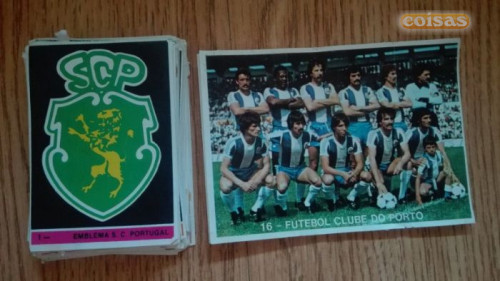 coisas
SCP
1 — EMBLEMA S. C. PORTUGAL
16 - FUTEBOL CLUBE DO PORTO